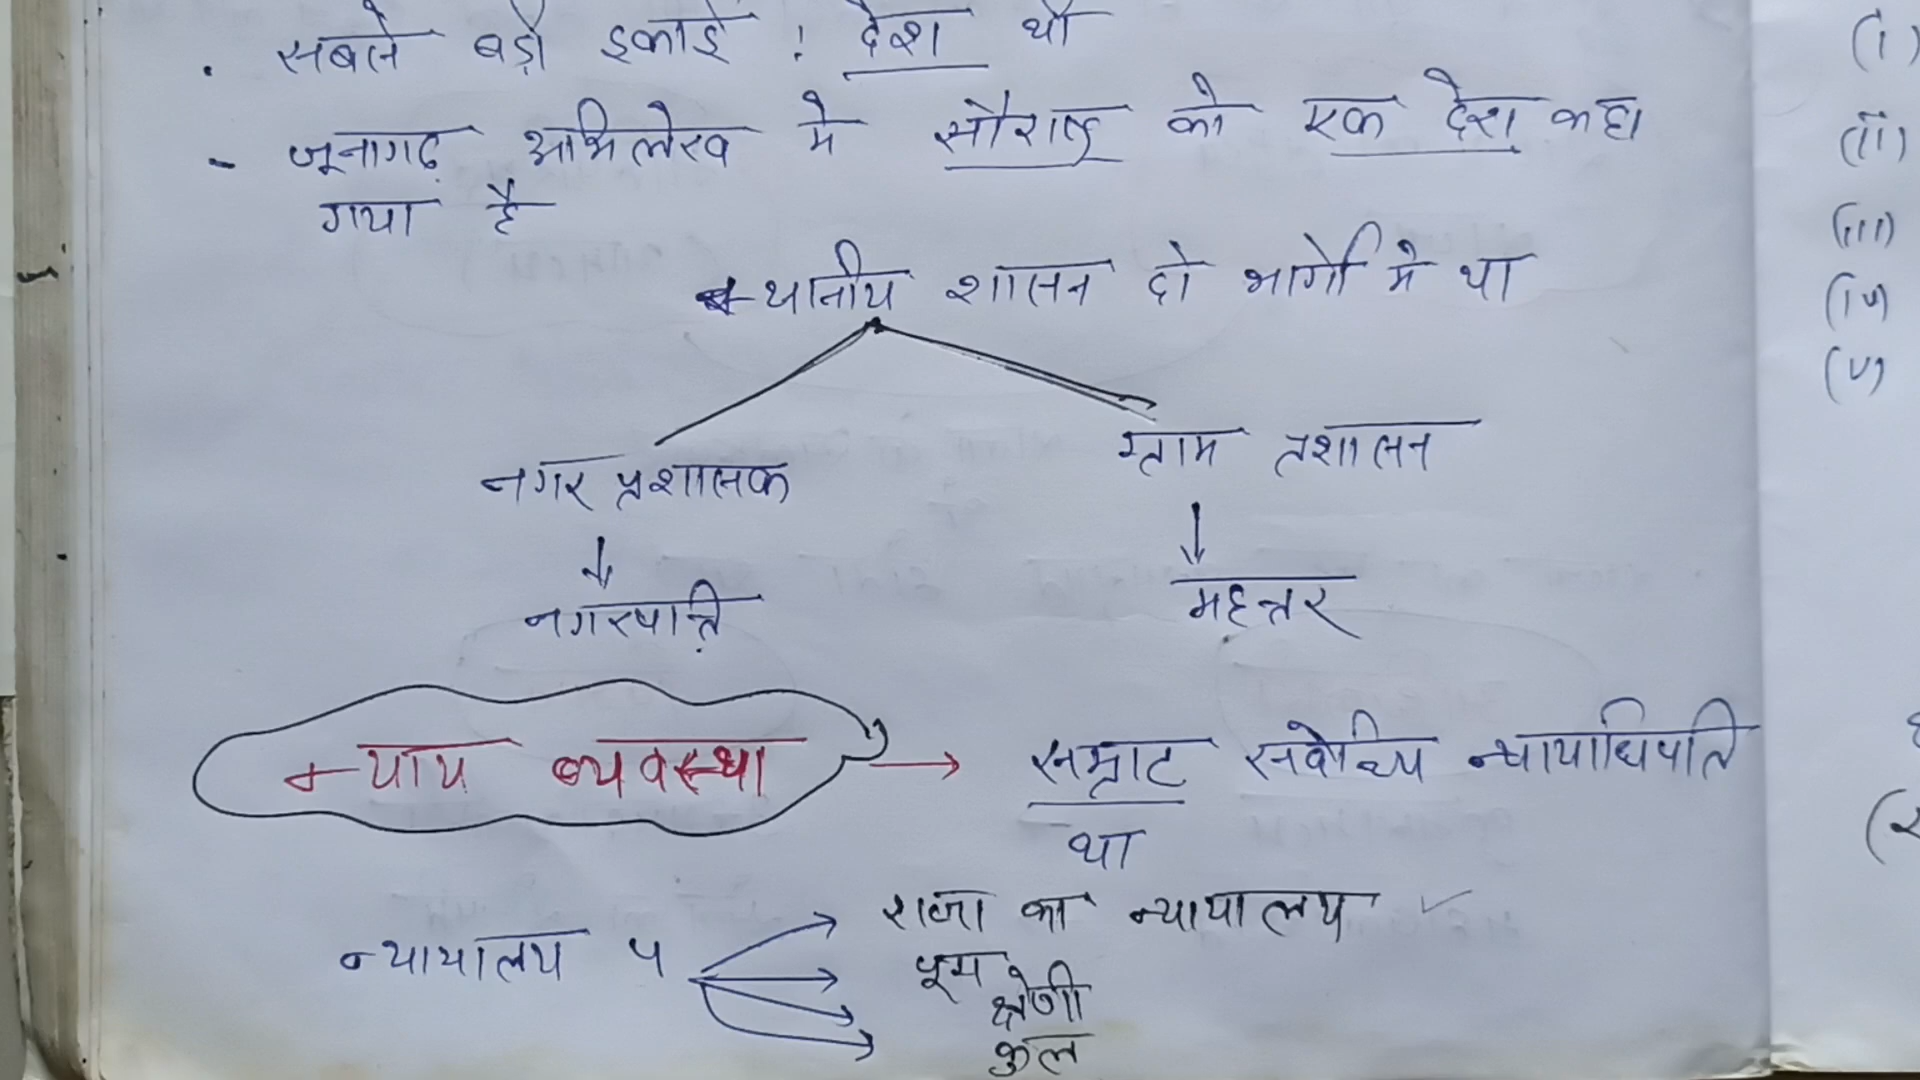 . सबसे बड़ी इकाई : देश थी
- जूनागढ़ अभिलेख में सौराष्ट्र को एक देश कहा
गया है
स्थानीय शासन दो भागों में था
नगर प्रशासक
ग्राम प्रशासन
↓
↓
नगरपति
महत्तर
न्याय व्यवस्था → सम्राट सर्वोच्च न्यायाधिपति
था
न्यायालय 4
राजा का न्यायालय ✓
पूग
श्रेणी
कुल
(i)
(ii)
(iii)
(iv)
(v)